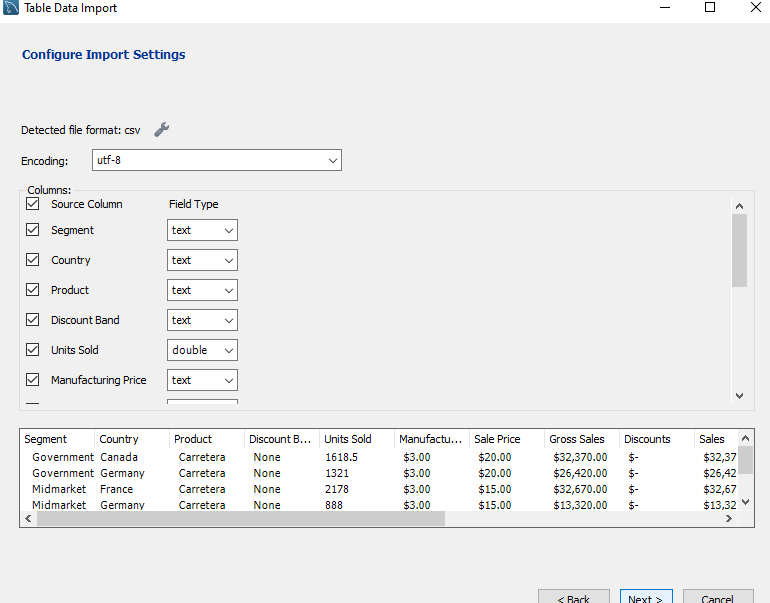 Table Data Import
Configure Import Settings
Detected file format: csv
Encoding: utf-8
Columns:
Source Column Field Type
Segment text
Country text
Product text
Discount Band text
Units Sold double
Manufacturing Price text
Segment Country Product Discount B... Units Sold Manufactu... Sale Price Gross Sales Discounts Sales
Government Canada Carretera None 1618.5 $3.00 $20.00 $32,370.00 $- $32,37
Government Germany Carretera None 1321 $3.00 $20.00 $26,420.00 $- $26,42
Midmarket France Carretera None 2178 $3.00 $15.00 $32,670.00 $- $32,67
Midmarket Germany Carretera None 888 $3.00 $15.00 $13,320.00 $- $13,32
< Back Next > Cancel